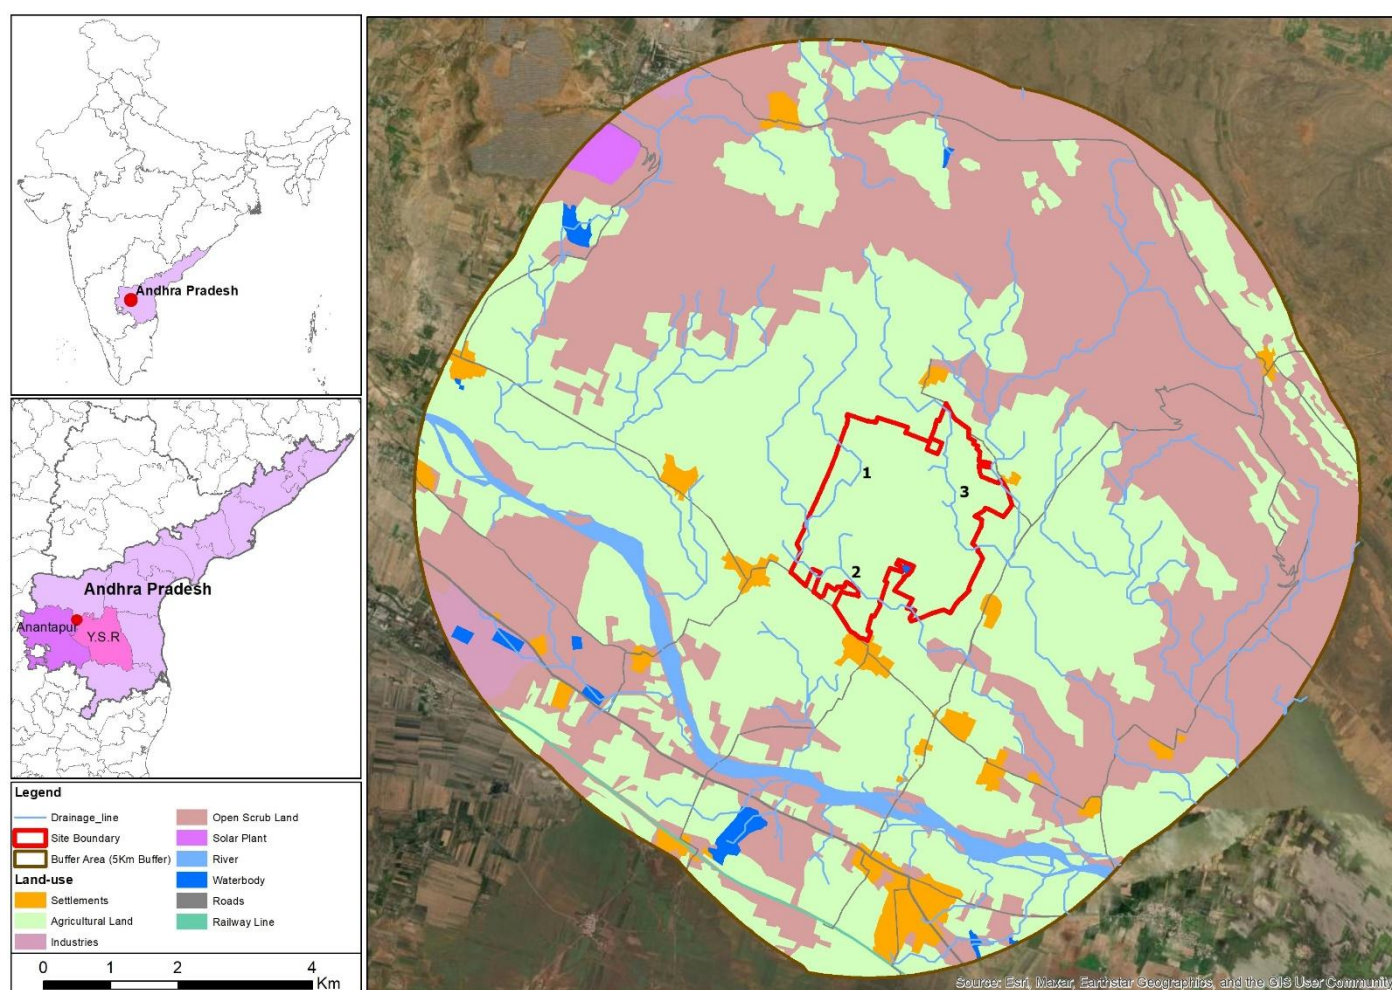 Andhra Pradesh
Andhra Pradesh
Anantapur
Y.S.R
Legend
Drainage_line
Site Boundary
Buffer Area (5Km Buffer)
Land-use
Settlements
Agricultural Land
Industries
Open Scrub Land
Solar Plant
River
Waterbody
Roads
Railway Line
0 1 2 4
Km
1
3
2
Source: Esri, Maxar, Earthstar Geographics, and the GIS User Community